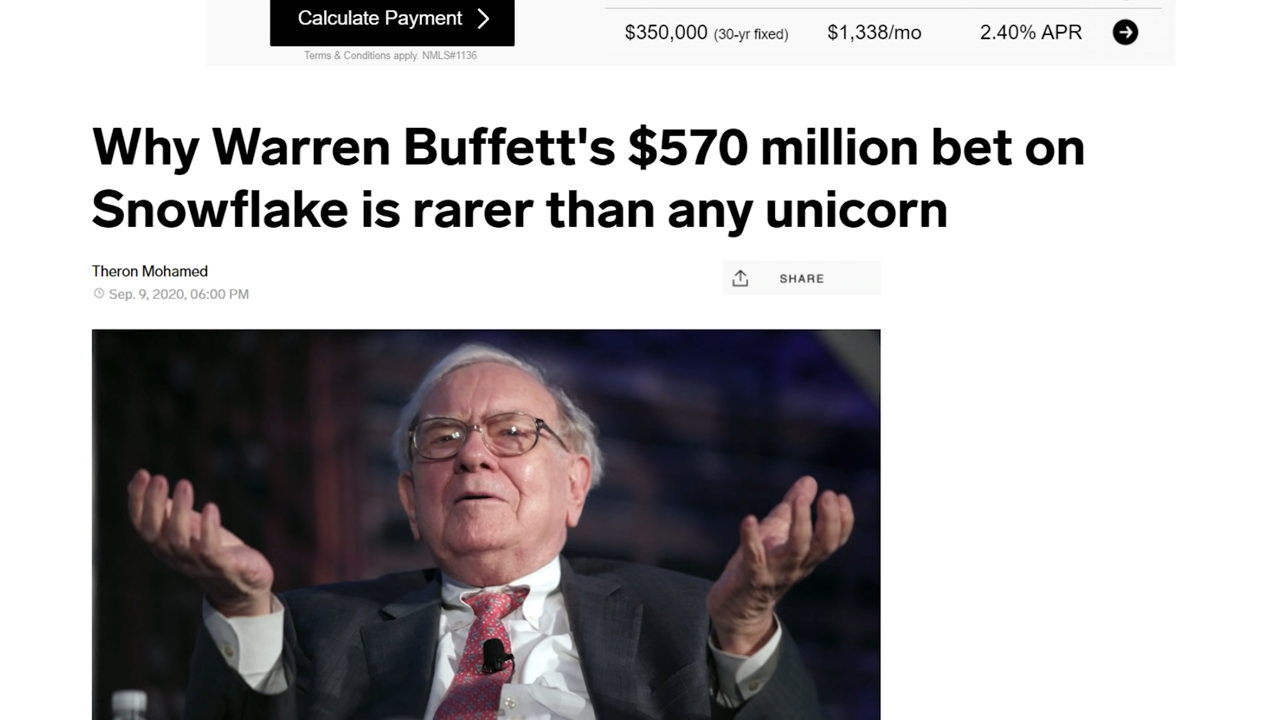 Calculate Payment
Terms & Conditions apply. NMLS#1136
$350,000 (30-yr fixed) $1,338/mo 2.40% APR
Why Warren Buffett's $570 million bet on
Snowflake is rarer than any unicorn
Theron Mohamed
Sep. 9, 2020, 06:00 PM
SHARE